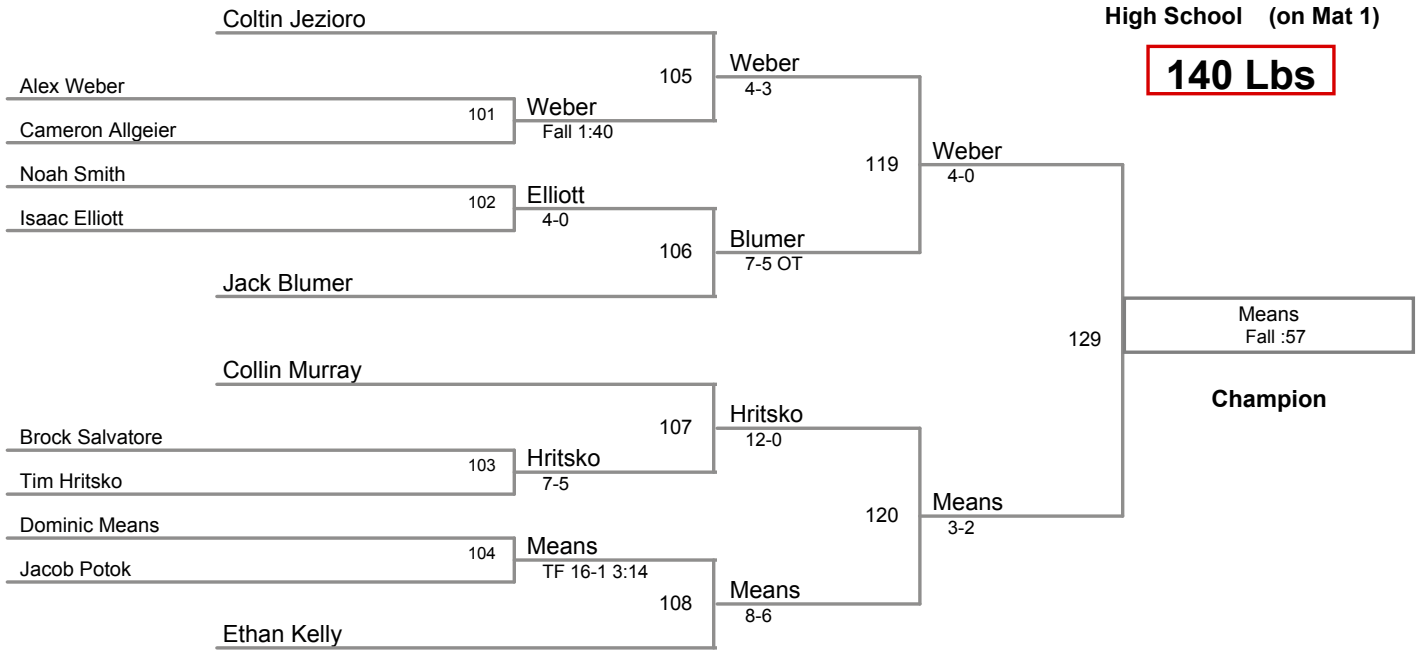 High School (on Mat 1)
140 Lbs
Coltin Jezioro
105
Weber
4-3
Alex Weber
101
Weber
Fall 1:40
Cameron Allgeier
119
Weber
4-0
Noah Smith
102
Elliott
4-0
Isaac Elliott
106
Blumer
7-5 OT
Jack Blumer
129
Means
Fall :57
Champion
Collin Murray
107
Hritsko
12-0
Brock Salvatore
103
Hritsko
7-5
Tim Hritsko
120
Means
3-2
Dominic Means
104
Means
TF 16-1 3:14
Jacob Potok
108
Means
8-6
Ethan Kelly